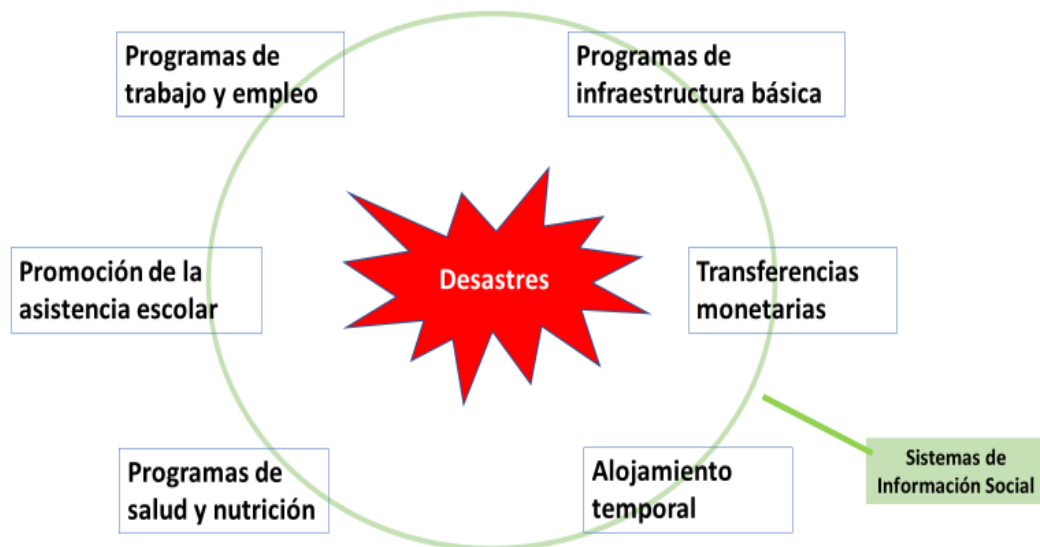 Programas de
trabajo y empleo
Programas de
infraestructura básica
Desastres
Promoción de la
asistencia escolar
Transferencias
monetarias
Programas de
salud y nutrición
Alojamiento
temporal
Sistemas de
Información Social